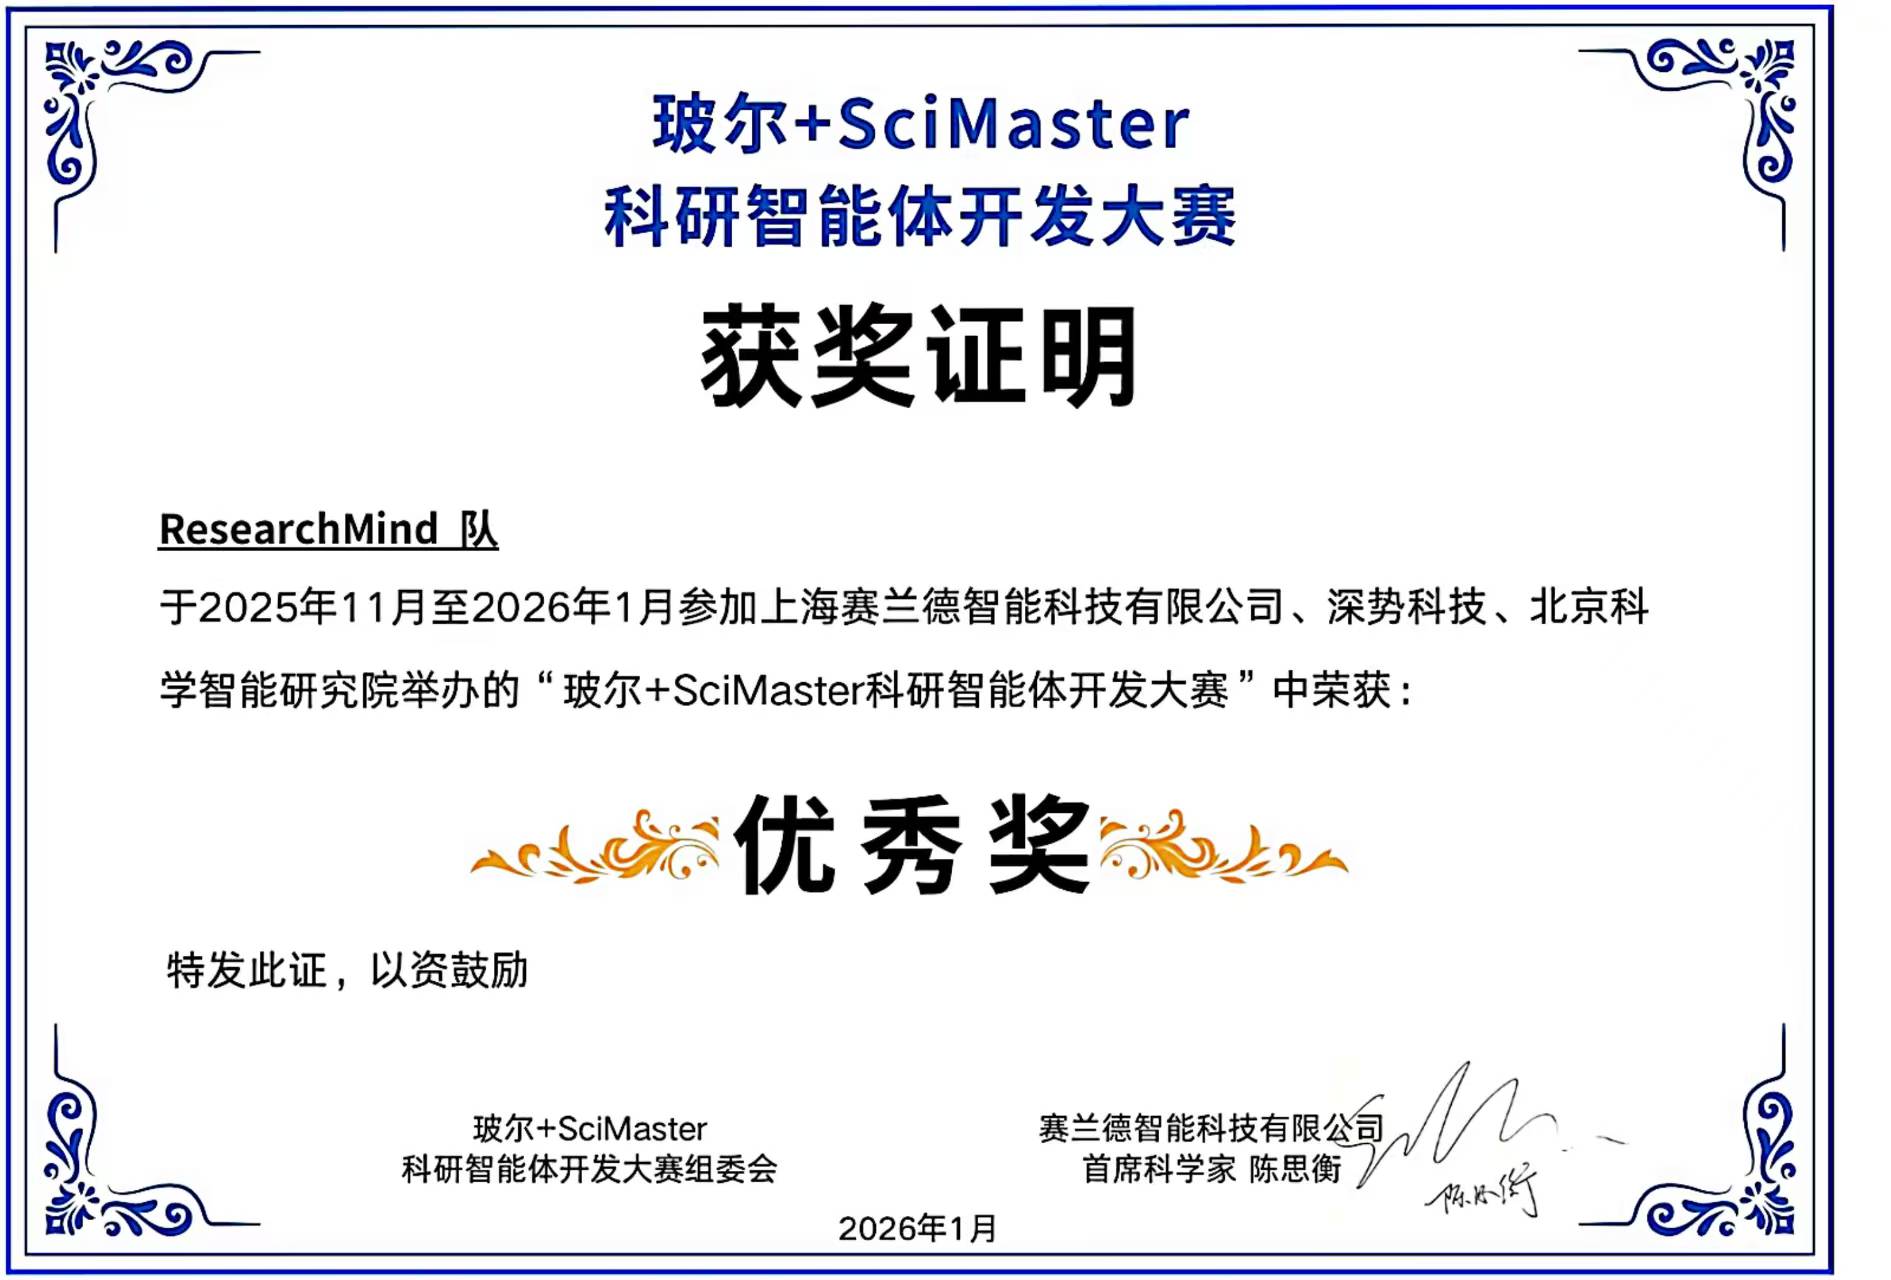 玻尔+SciMaster
科研智能体开发大赛
获奖证明
ResearchMind 队
于2025年11月至2026年1月参加上海赛兰德智能科技有限公司、深势科技、北京科
学智能研究院举办的“玻尔+SciMaster科研智能体开发大赛”中荣获：
优秀奖
特发此证，以资鼓励
玻尔+SciMaster
科研智能体开发大赛组委会
赛兰德智能科技有限公司
首席科学家 陈思衡
陈思衡
2026年1月